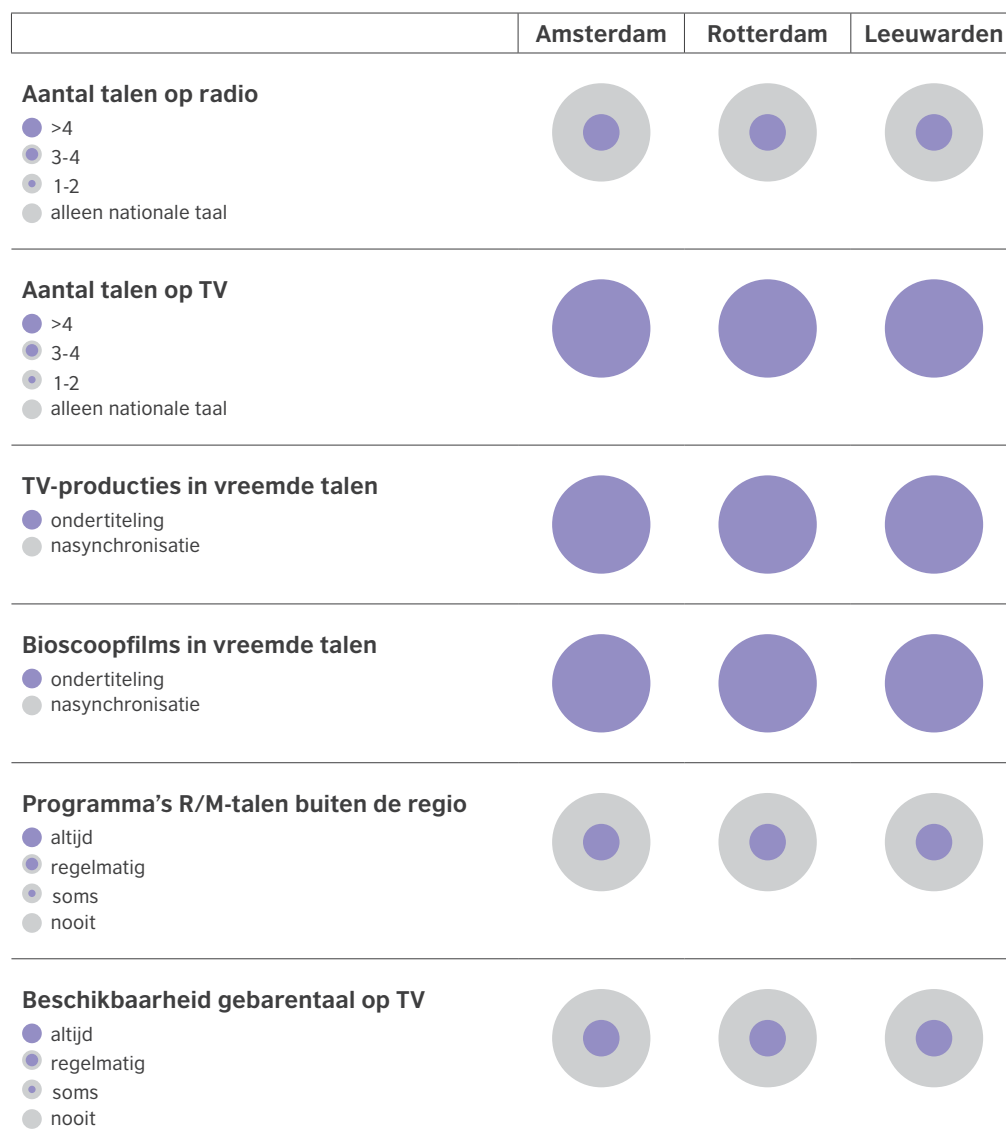 Amsterdam Rotterdam Leeuwarden
Aantal talen op radio
>4
3-4
1-2
alleen nationale taal
Aantal talen op TV
>4
3-4
1-2
alleen nationale taal
TV-producties in vreemde talen
ondertiteling
nasynchronisatie
Bioscoopfilms in vreemde talen
ondertiteling
nasynchronisatie
Programma’s R/M-talen buiten de regio
altijd
regelmatig
soms
nooit
Beschikbaarheid gebarentaal op TV
altijd
regelmatig
soms
nooit